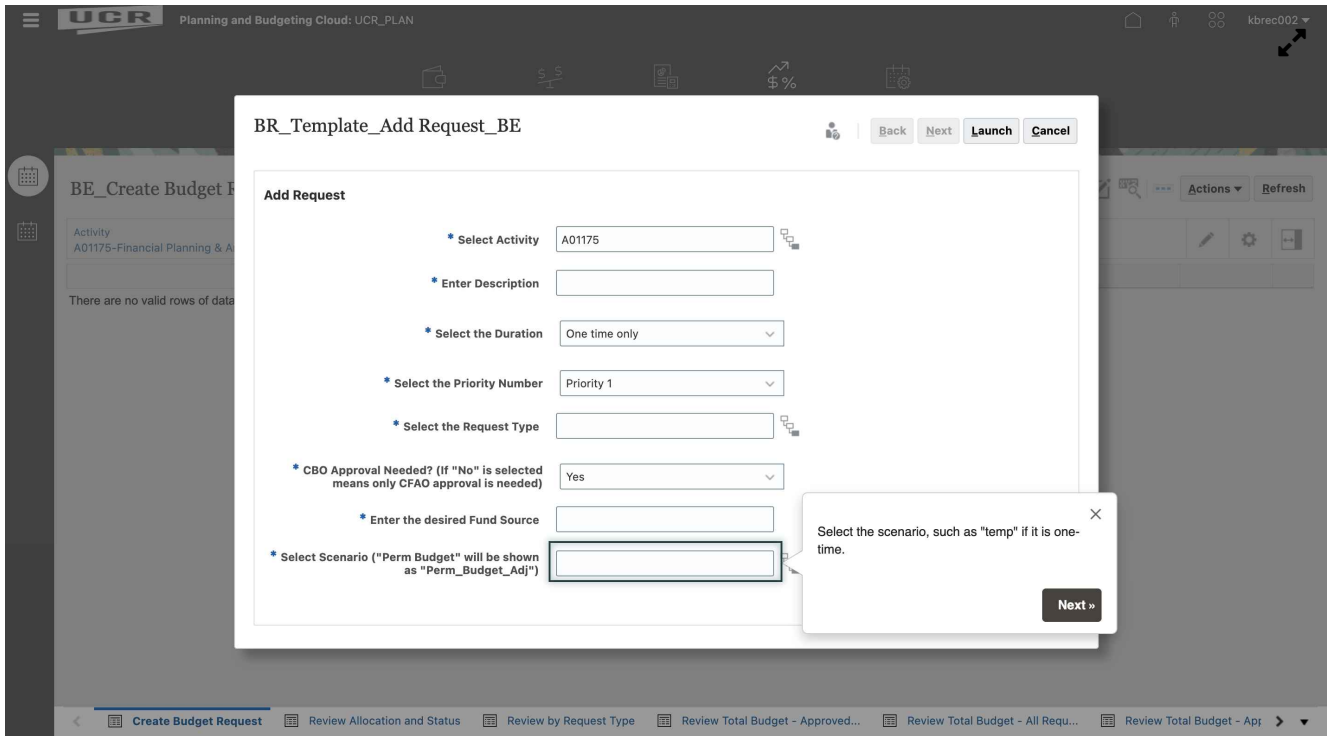 UCR Planning and Budgeting Cloud: UCR_PLAN kbrec002
BR_Template_Add Request_BE
Back Next Launch Cancel
BE_Create Budget R
Actions Refresh
Activity
A01175-Financial Planning & A
There are no valid rows of data
Add Request
* Select Activity A01175
* Enter Description
* Select the Duration One time only
* Select the Priority Number Priority 1
* Select the Request Type
* CBO Approval Needed? (If "No" is selected
means only CFAO approval is needed) Yes
* Enter the desired Fund Source
* Select Scenario ("Perm Budget" will be shown
as "Perm_Budget_Adj")
Select the scenario, such as "temp" if it is one-
time.
Next »
Create Budget Request Review Allocation and Status Review by Request Type Review Total Budget - Approved... Review Total Budget - All Requ... Review Total Budget - App